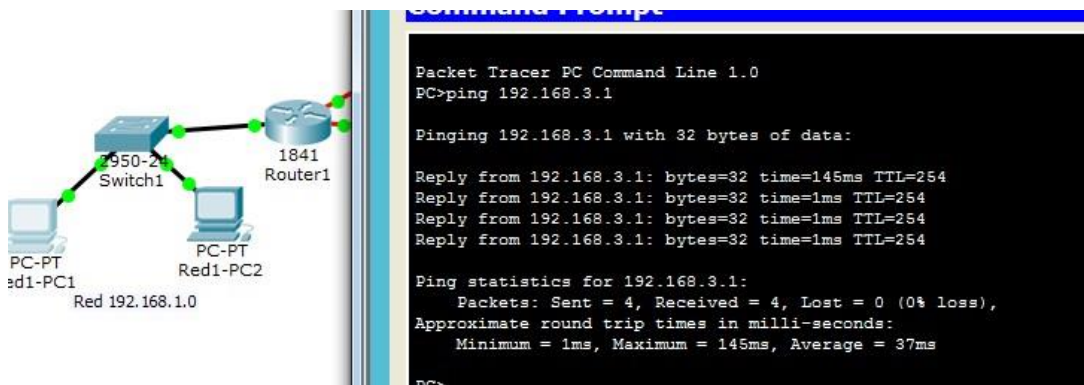 Command Prompt
Packet Tracer PC Command Line 1.0
PC>ping 192.168.3.1
Pinging 192.168.3.1 with 32 bytes of data:
Reply from 192.168.3.1: bytes=32 time=145ms TTL=254
Reply from 192.168.3.1: bytes=32 time=1ms TTL=254
Reply from 192.168.3.1: bytes=32 time=1ms TTL=254
Reply from 192.168.3.1: bytes=32 time=1ms TTL=254
Ping statistics for 192.168.3.1:
Packets: Sent = 4, Received = 4, Lost = 0 (0% loss),
Approximate round trip times in milli-seconds:
Minimum = 1ms, Maximum = 145ms, Average = 37ms
PC>
2950-24
Switch1
1841
Router1
PC-PT
ed1-PC1
PC-PT
Red1-PC2
Red 192.168.1.0